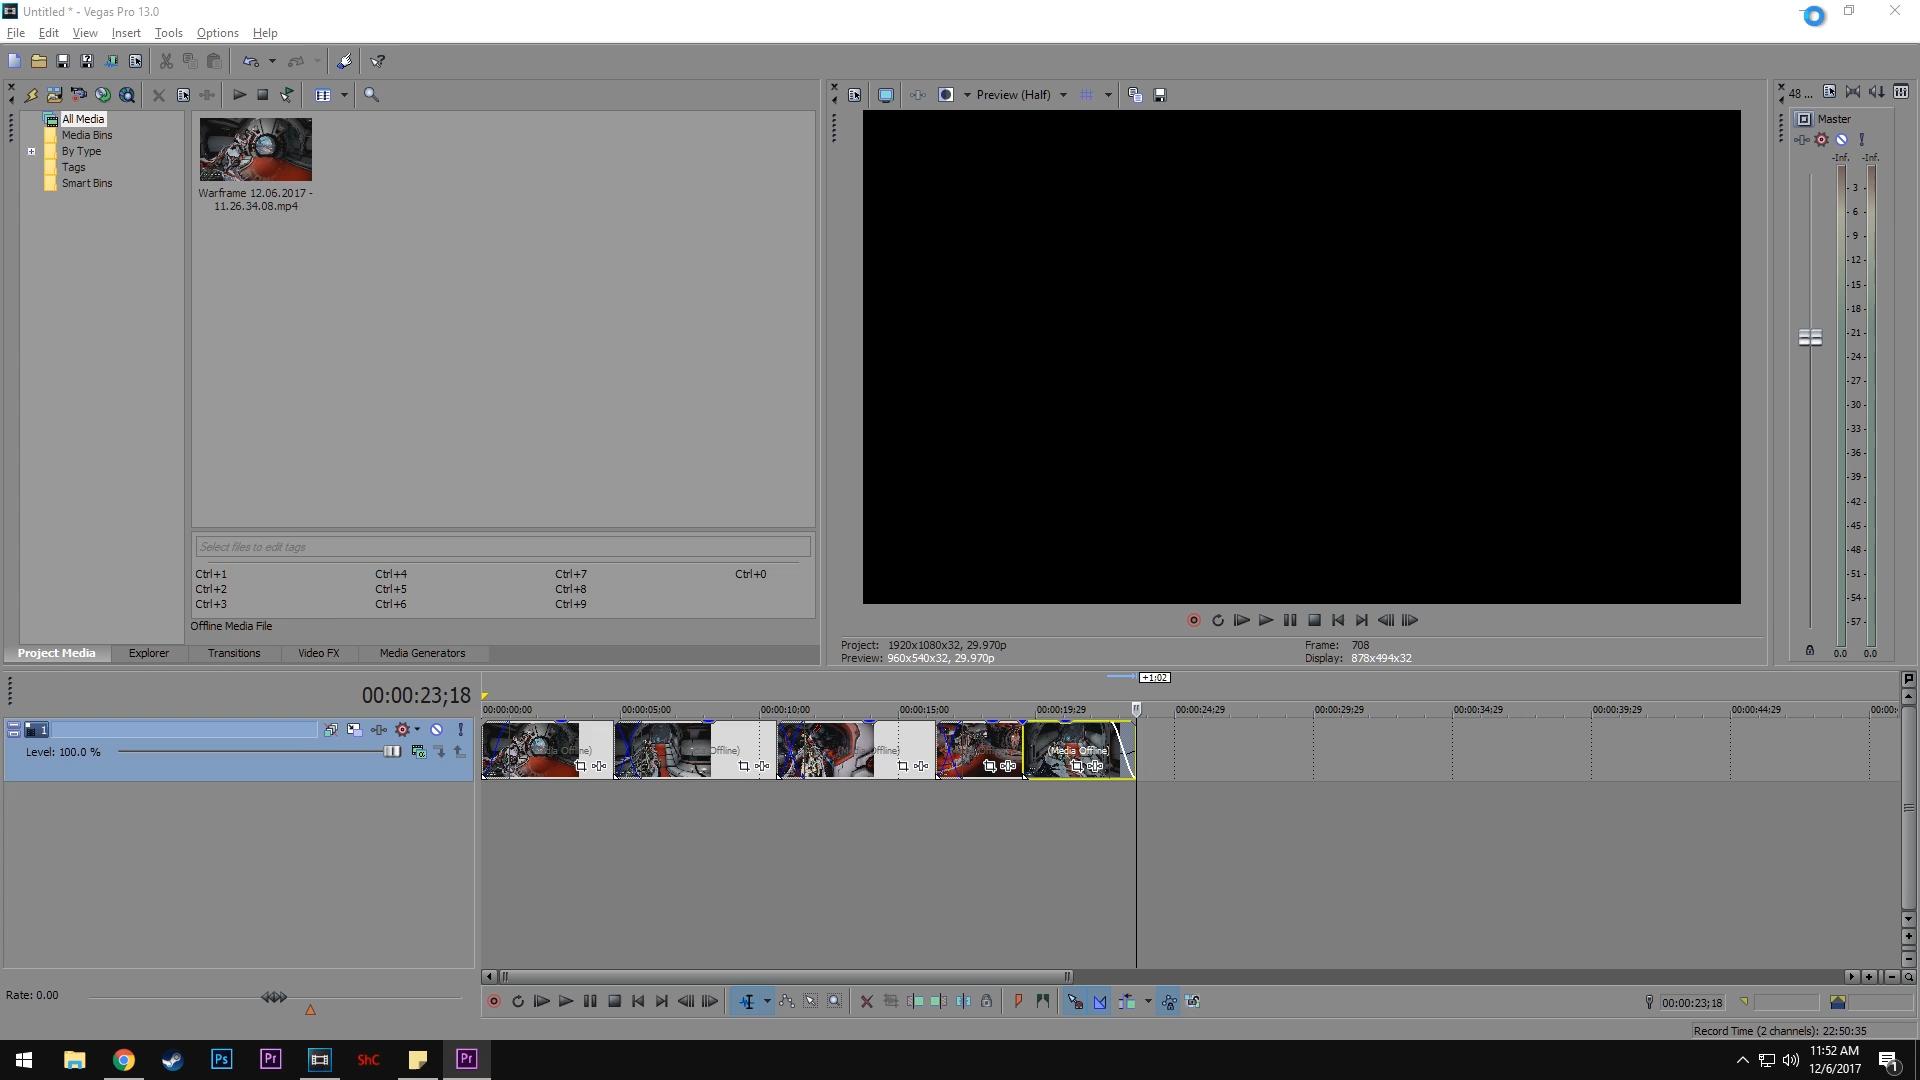 Untitled * - Vegas Pro 13.0
File Edit View Insert Tools Options Help
Preview (Half)
48 ...
All Media
Media Bins
By Type
Tags
Smart Bins
Warframe 12.06.2017 -
11.26.34.08.mp4
Master
-Inf. -Inf.
- 3 -
- 6 -
- 9 -
- 12 -
- 15 -
- 18 -
- 21 -
- 24 -
- 27 -
- 30 -
- 33 -
- 36 -
- 39 -
- 42 -
- 45 -
- 48 -
- 51 -
- 54 -
- 57 -
0.0 0.0
Select files to edit tags
Ctrl+1 Ctrl+4 Ctrl+7 Ctrl+0
Ctrl+2 Ctrl+5 Ctrl+8
Ctrl+3 Ctrl+6 Ctrl+9
Offline Media File
Project Media Explorer Transitions Video FX Media Generators
Project: 1920x1080x32, 29.970p Frame: 708
Preview: 960x540x32, 29.970p Display: 878x494x32
+1;02
00:00:23;18
00:00:00;00 00:00:05;00 00:00:10;00 00:00:15;00 00:00:19;29 00:00:24;29 00:00:29;29 00:00:34;29 00:00:39;29 00:00:44;29 00:00:
1
Level: 100.0 %
(Media Offline)
Rate: 0.00
00:00:23;18
Record Time (2 channels): 22:50:35
Ps Pr ShC Pr
11:52 AM
12/6/2017
1